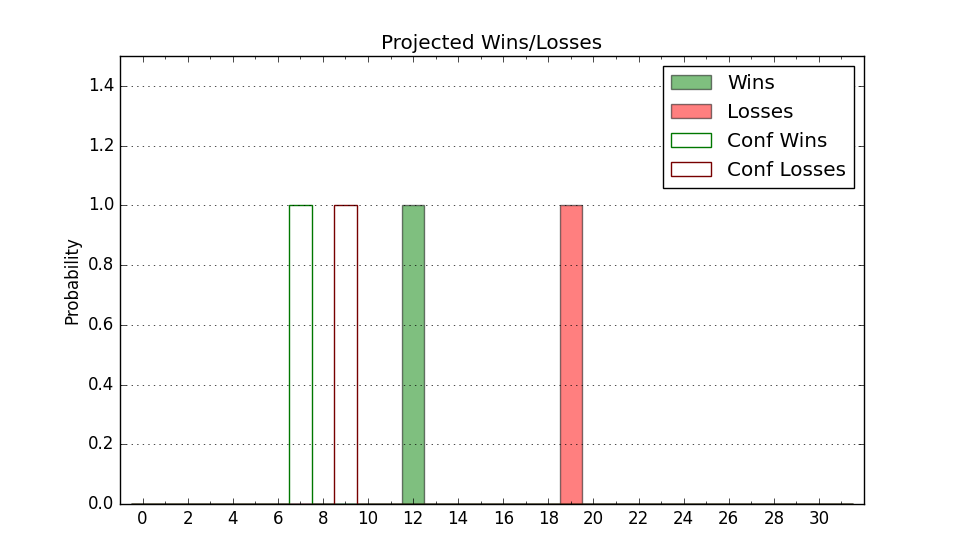 Projected Wins/Losses
Wins
Losses
Conf Wins
Conf Losses
Probability
1.4
1.2
1.0
0.8
0.6
0.4
0.2
0.0
0 2 4 6 8 10 12 14 16 18 20 22 24 26 28 30